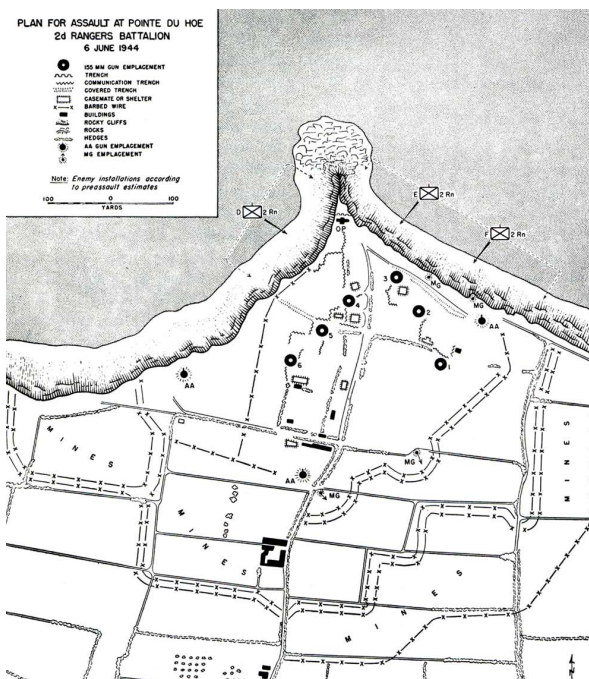 PLAN FOR ASSAULT AT POINTE DU HOE
2d RANGERS BATTALION
6 JUNE 1944
155 MM GUN EMPLACEMENT
TRENCH
COMMUNICATION TRENCH
COVERED TRENCH
CASEMATE OR SHELTER
BARBED WIRE
BUILDINGS
ROCKY CLIFFS
ROCKS
HEDGES
AA GUN EMPLACEMENT
MG EMPLACEMENT
Note: Enemy installations according
to preassault estimates
100 0 100
YARDS
D 2 Rn
E 2 Rn
F 2 Rn
OP
3
MG
4
2
MG
5
AA
6
1
AA
MG
AA
MG
MINES
MINES
MINES
MINES